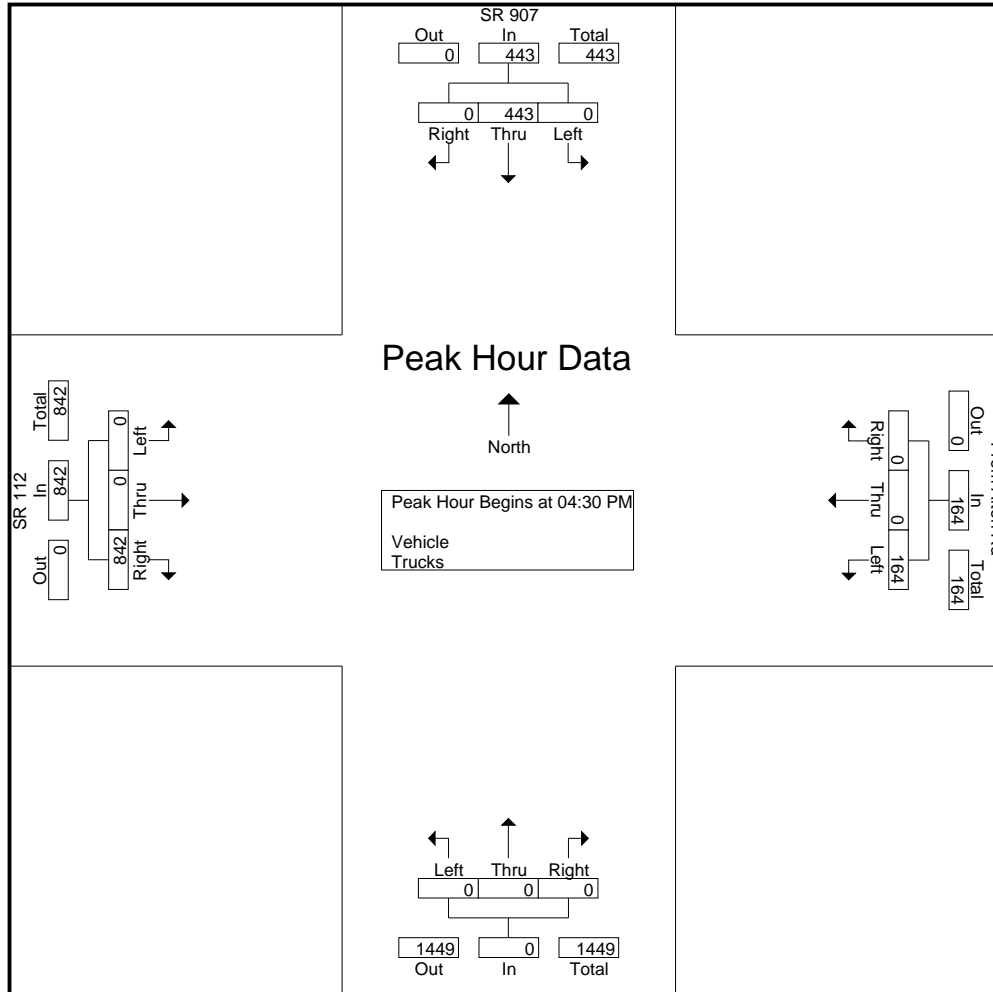 SR 907
Out In Total
0 443 443
0 443 0
Right Thru Left
Peak Hour Data
North
Peak Hour Begins at 04:30 PM
Vehicle
Trucks
SR 112
Total In Out
842 842 0
0 0 842
Left Thru Right
Right Thru Left
0 0 164
Out In Total
0 164 164
Left Thru Right
0 0 0
1449 0 1449
Out In Total